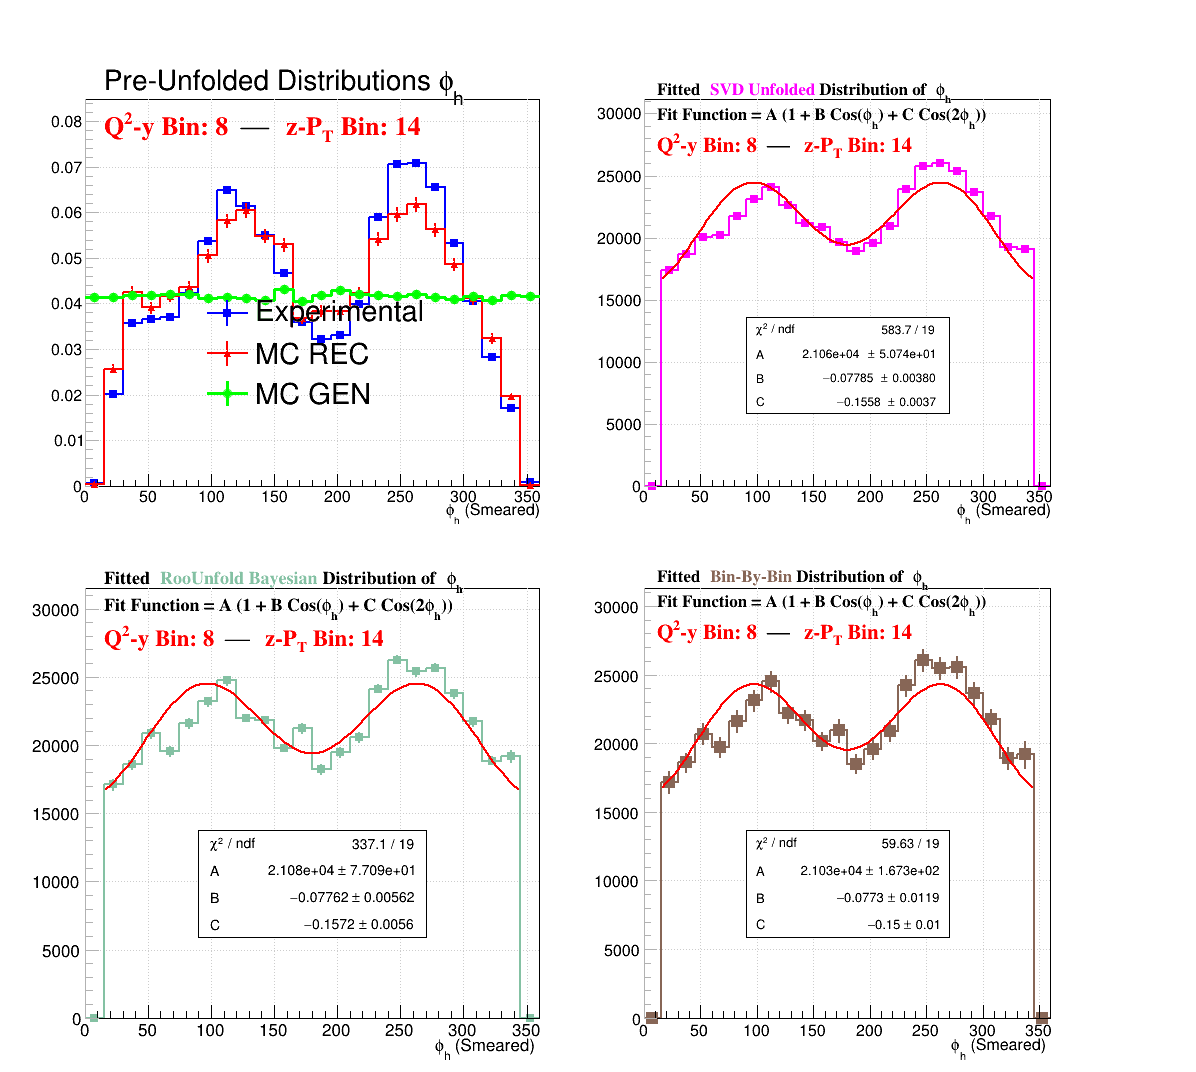 Pre-Unfolded Distributions ϕh
Q²-y Bin: 8 — z-PT Bin: 14
0.08
0.07
0.06
0.05
0.04
0.03
0.02
0.01
0
Experimental
MC REC
MC GEN
0 50 100 150 200 250 300 350
ϕh (Smeared)
Fitted SVD Unfolded Distribution of ϕh
Fit Function = A (1 + B Cos(ϕh) + C Cos(2ϕh))
Q²-y Bin: 8 — z-PT Bin: 14
30000
25000
20000
15000
10000
5000
0
χ² / ndf 583.7 / 19
A 2.106e+04 ± 5.074e+01
B −0.07785 ± 0.00380
C −0.1558 ± 0.0037
0 50 100 150 200 250 300 350
ϕh (Smeared)
Fitted RooUnfold Bayesian Distribution of ϕh
Fit Function = A (1 + B Cos(ϕh) + C Cos(2ϕh))
Q²-y Bin: 8 — z-PT Bin: 14
30000
25000
20000
15000
10000
5000
0
χ² / ndf 337.1 / 19
A 2.108e+04 ± 7.709e+01
B −0.07762 ± 0.00562
C −0.1572 ± 0.0056
0 50 100 150 200 250 300 350
ϕh (Smeared)
Fitted Bin-By-Bin Distribution of ϕh
Fit Function = A (1 + B Cos(ϕh) + C Cos(2ϕh))
Q²-y Bin: 8 — z-PT Bin: 14
30000
25000
20000
15000
10000
5000
0
χ² / ndf 59.63 / 19
A 2.103e+04 ± 1.673e+02
B −0.0773 ± 0.0119
C −0.15 ± 0.01
0 50 100 150 200 250 300 350
ϕh (Smeared)